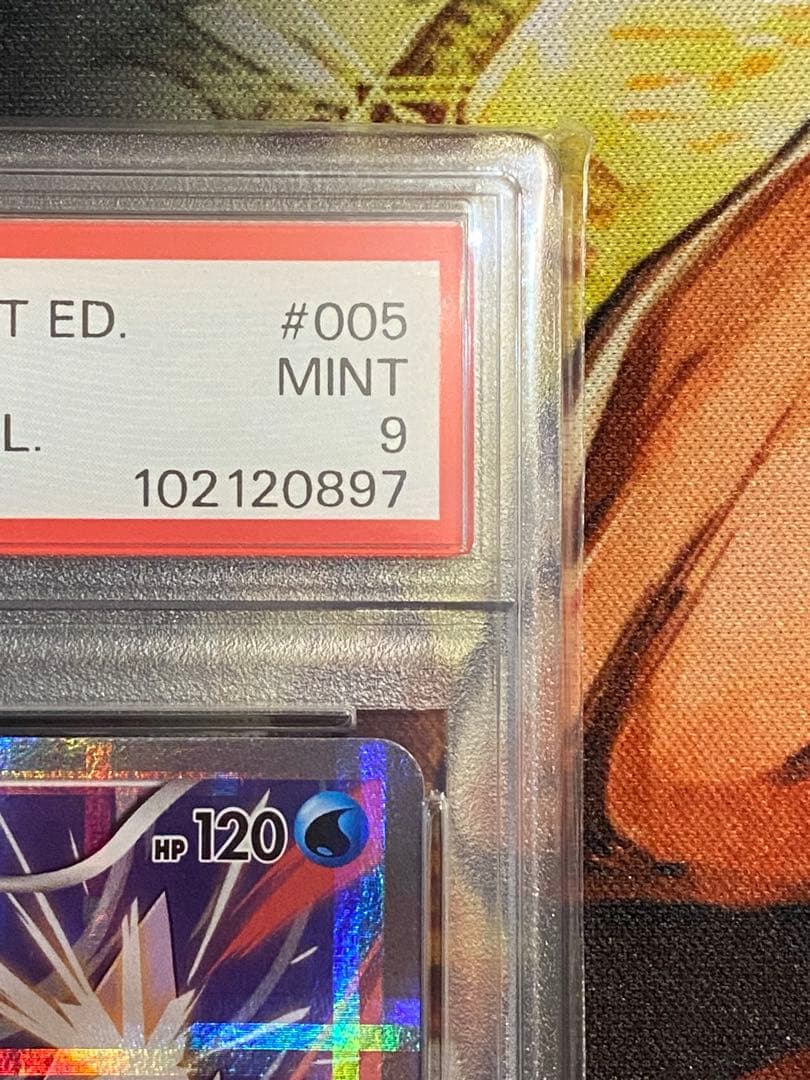 T ED. #005
MINT
L. 9
102120897
HP 120